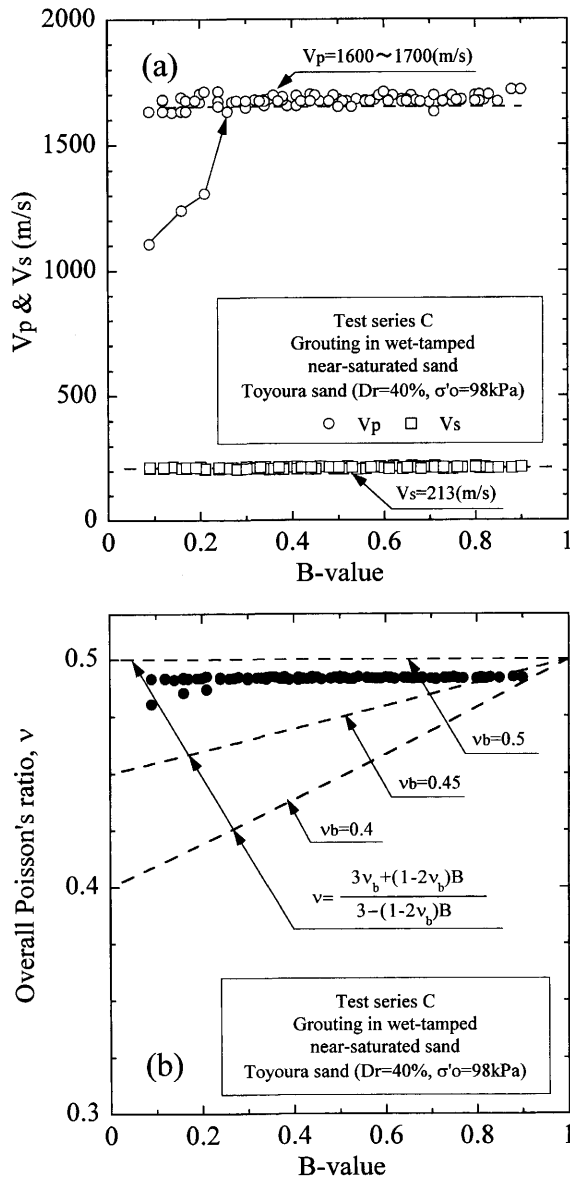 2000
(a)
Vp=1600～1700(m/s)
1500
1000
500
0
Vp & Vs (m/s)
Test series C
Grouting in wet-tamped
near-saturated sand
Toyoura sand (Dr=40%, σ'o=98kPa)
○ Vp □ Vs
Vs=213(m/s)
0 0.2 0.4 0.6 0.8 1
B-value
0.5
0.4
0.3
Overall Poisson's ratio, ν
νb=0.5
νb=0.45
νb=0.4
ν= 3ν_b+(1-2ν_b)B / 3−(1-2ν_b)B
Test series C
Grouting in wet-tamped
near-saturated sand
Toyoura sand (Dr=40%, σ'o=98kPa)
(b)
0 0.2 0.4 0.6 0.8 1
B-value